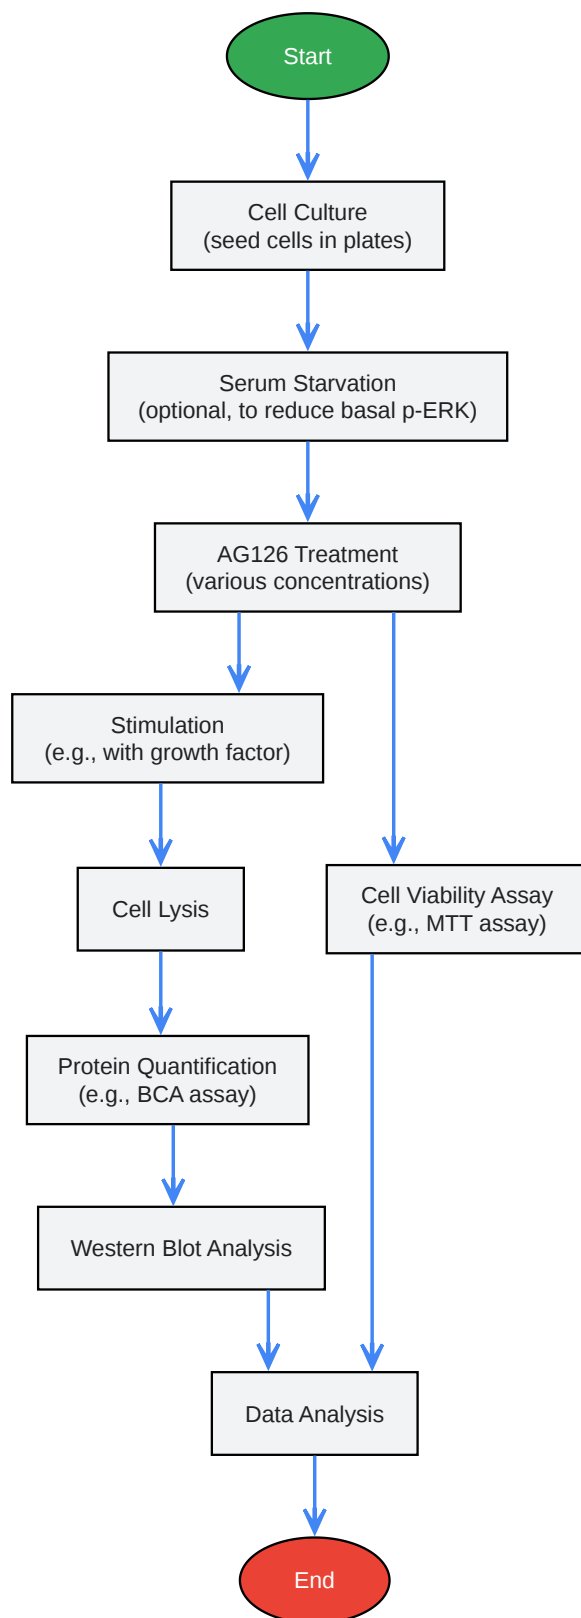 Start
Cell Culture
(seed cells in plates)
Serum Starvation
(optional, to reduce basal p-ERK)
AG126 Treatment
(various concentrations)
Stimulation
(e.g., with growth factor)
Cell Lysis
Cell Viability Assay
(e.g., MTT assay)
Protein Quantification
(e.g., BCA assay)
Western Blot Analysis
Data Analysis
End